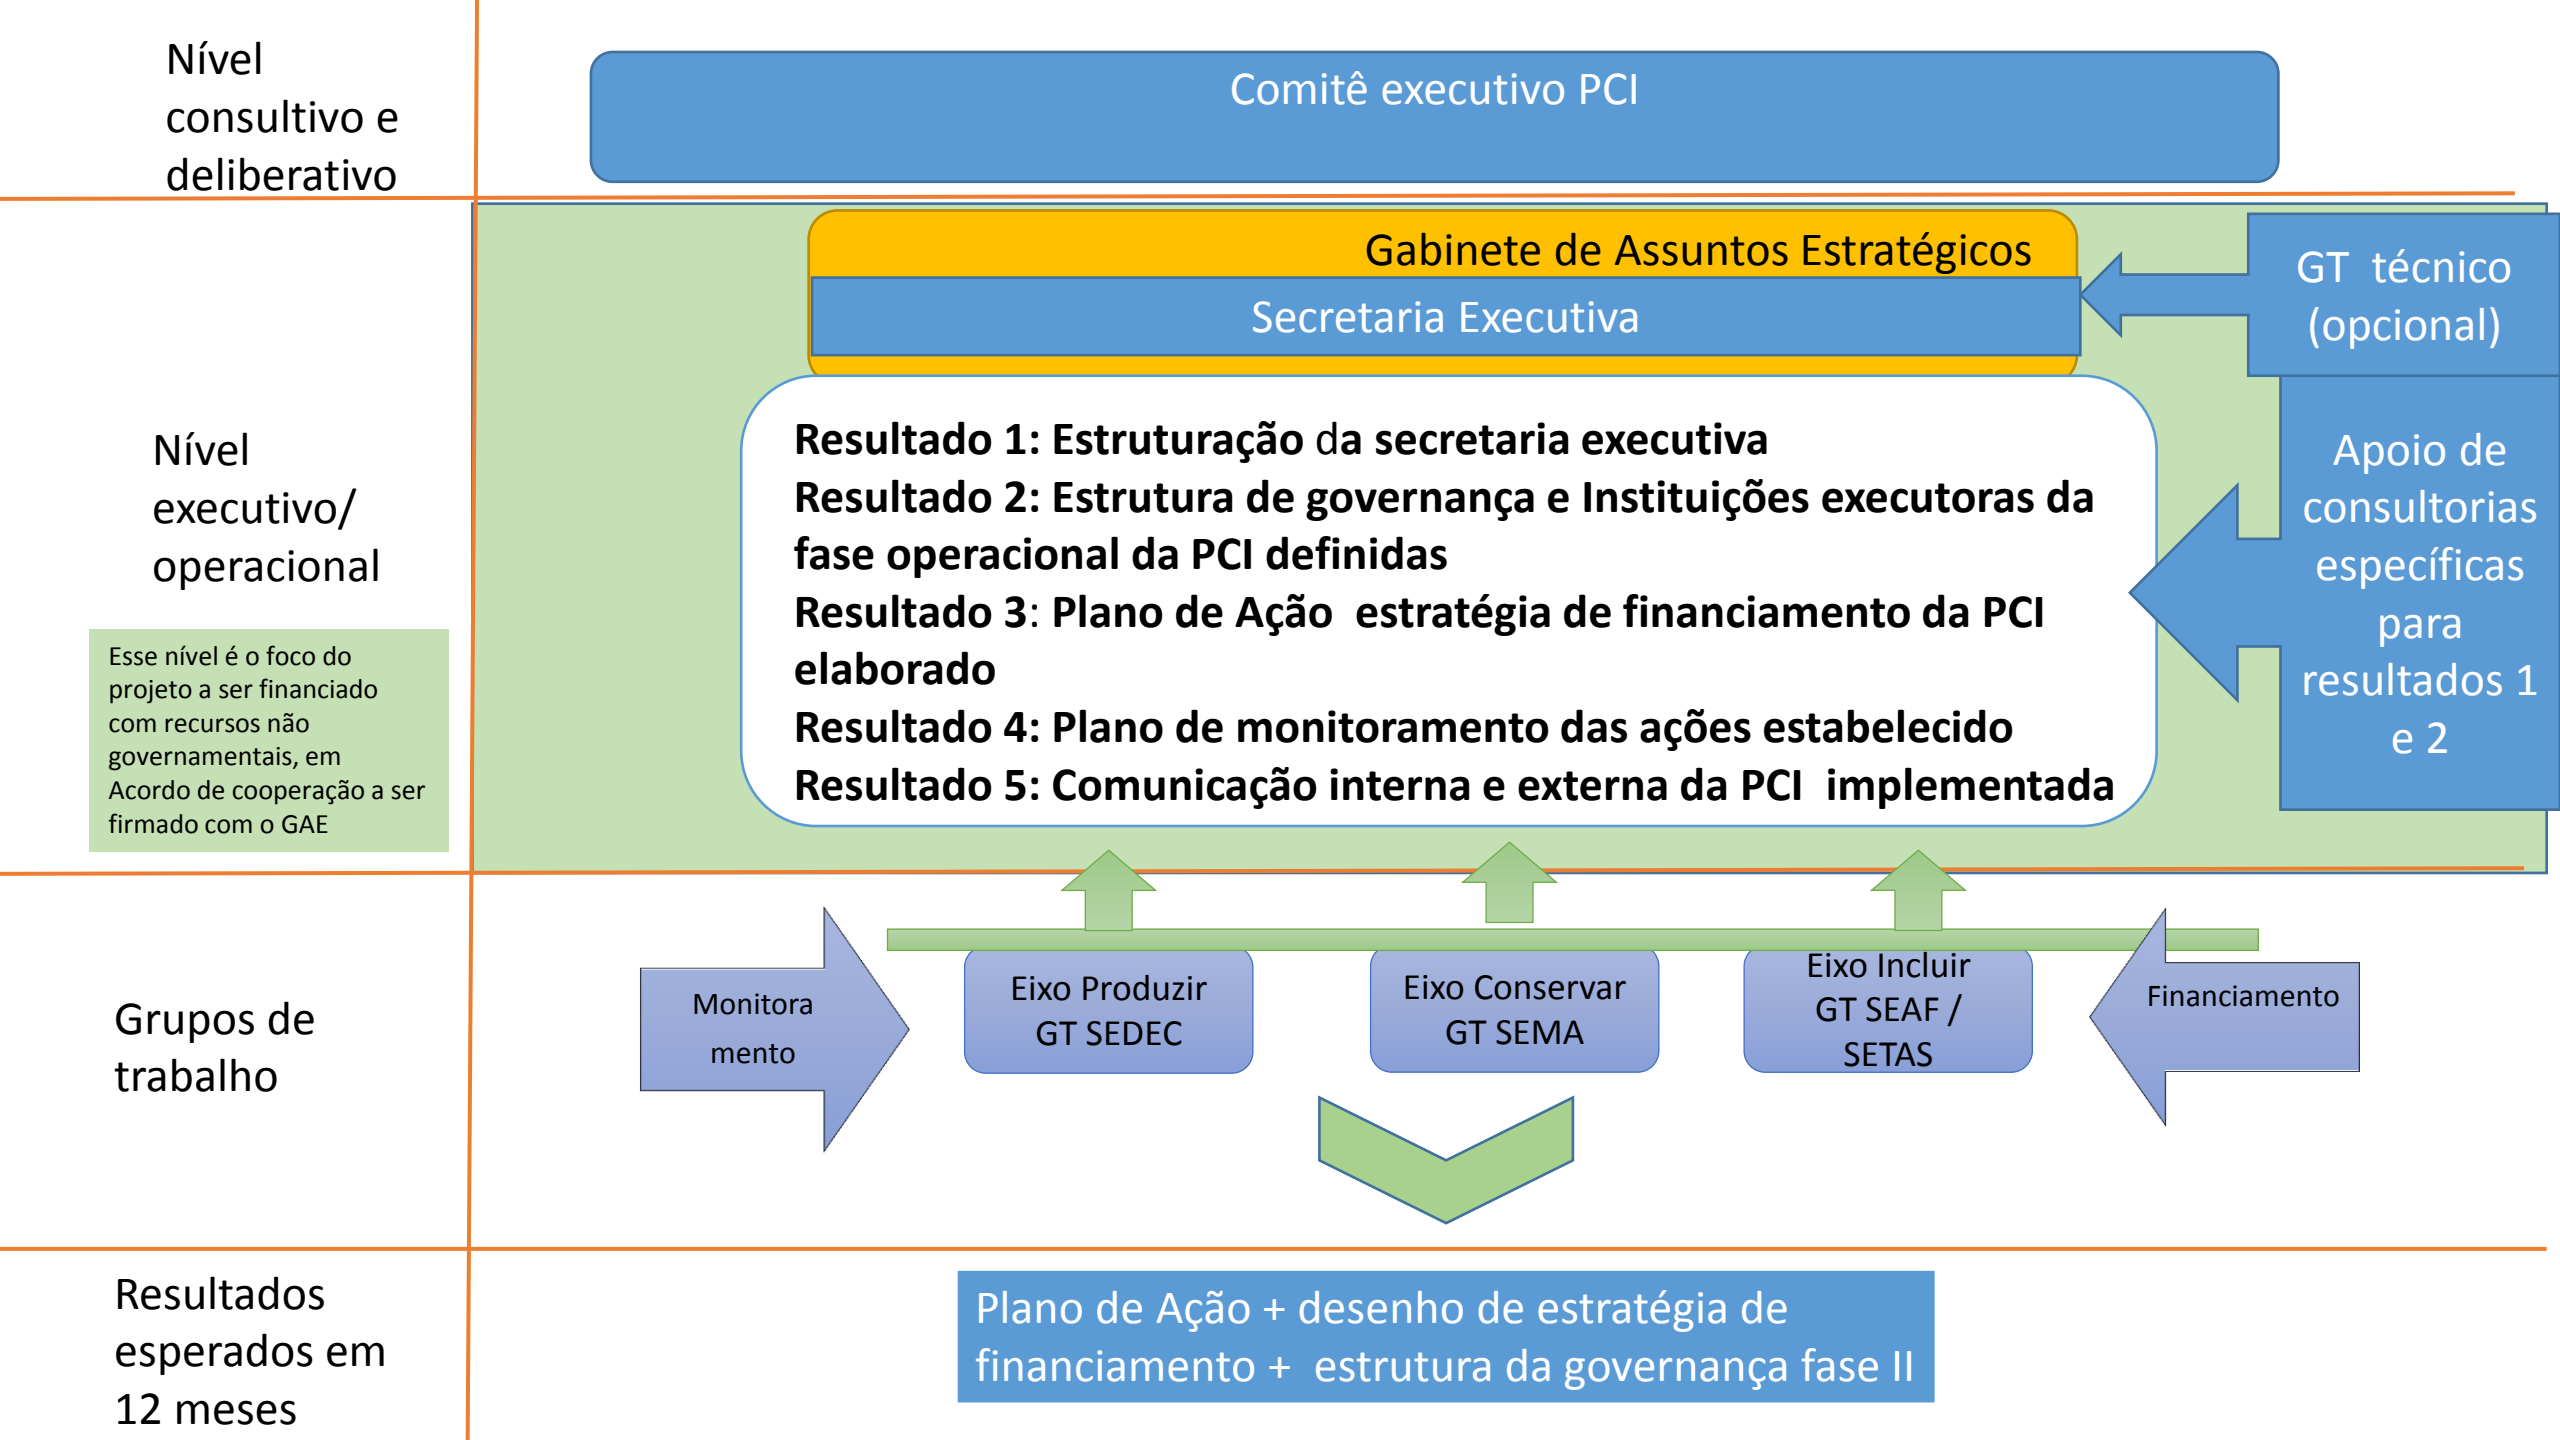 Nível
consultivo e
deliberativo
Comitê executivo PCI
Nível
executivo/
operacional
Esse nível é o foco do
projeto a ser financiado
com recursos não
governamentais, em
Acordo de cooperação a ser
firmado com o GAE
Gabinete de Assuntos Estratégicos
Secretaria Executiva
GT  técnico
(opcional)
Resultado 1: Estruturação da secretaria executiva
Resultado 2: Estrutura de governança e Instituições executoras da
fase operacional da PCI definidas
Resultado 3: Plano de Ação  estratégia de financiamento da PCI
elaborado
Resultado 4: Plano de monitoramento das ações estabelecido
Resultado 5: Comunicação interna e externa da PCI  implementada
Apoio de
consultorias
específicas
para
resultados 1
e 2
Grupos de
trabalho
Monitora
mento
Eixo Produzir
GT SEDEC
Eixo Conservar
GT SEMA
Eixo Incluir
GT SEAF /
SETAS
Financiamento
Resultados
esperados em
12 meses
Plano de Ação + desenho de estratégia de
financiamento +  estrutura da governança fase II